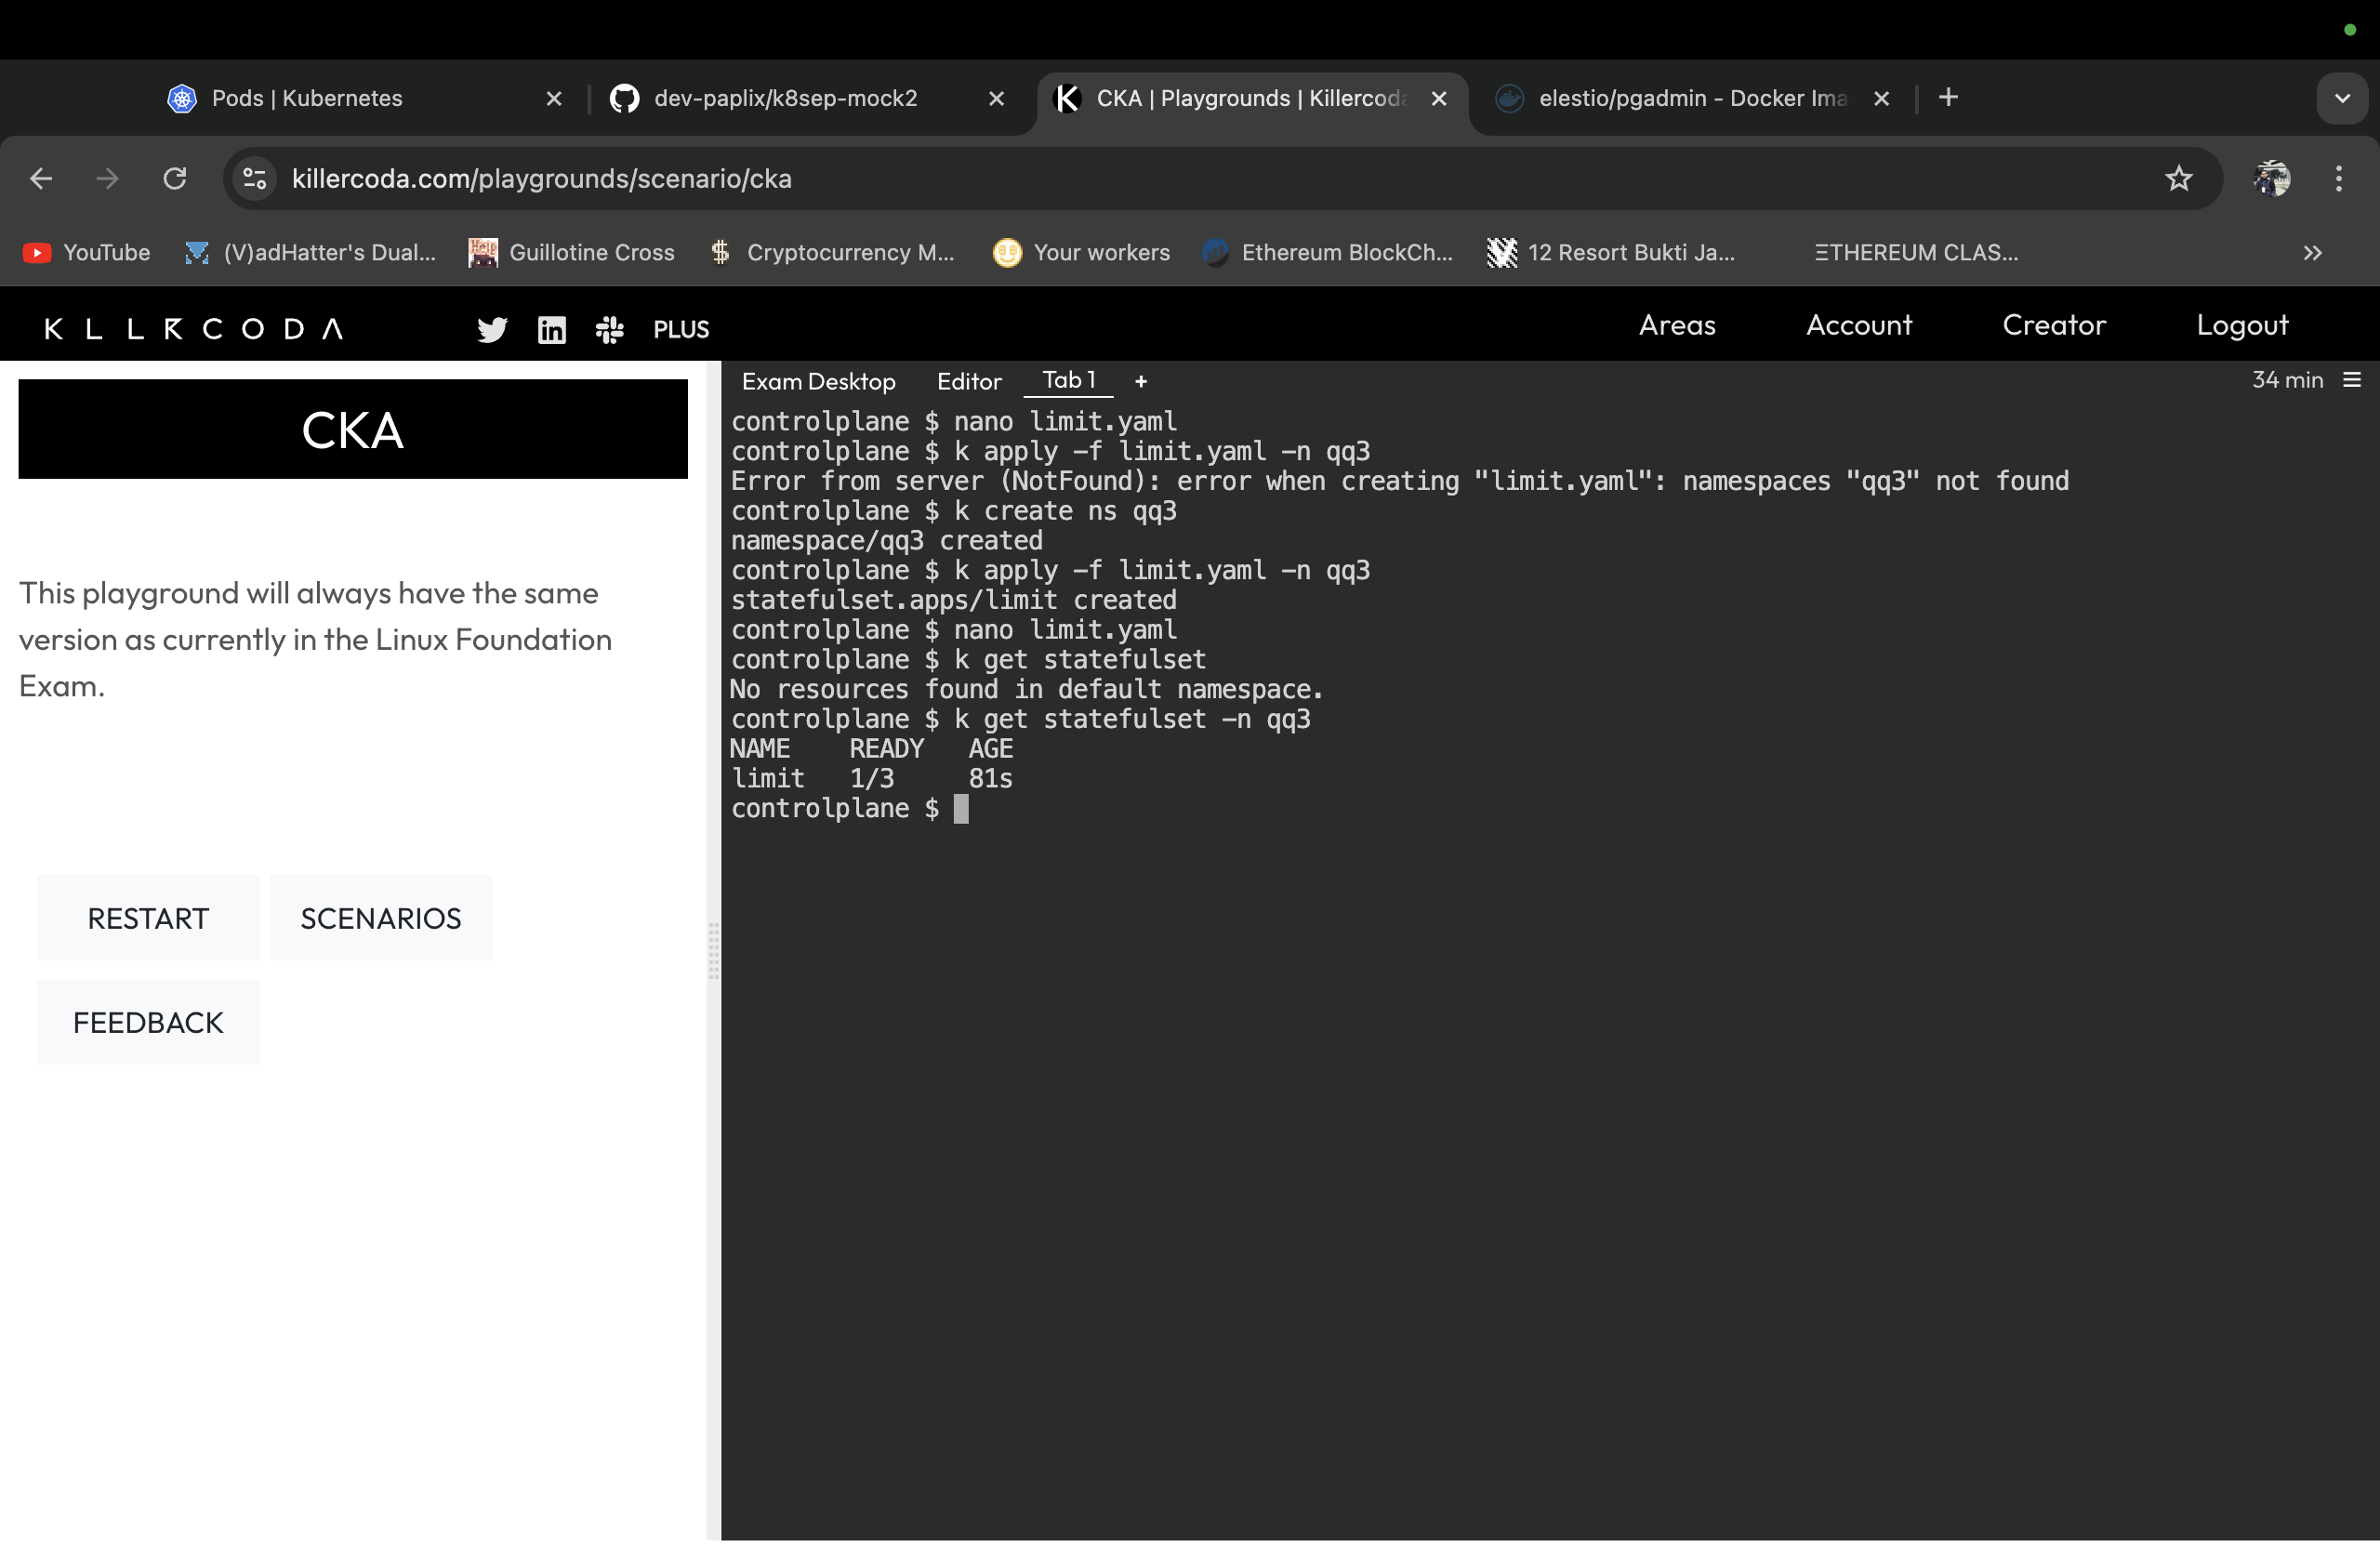 Pods | Kubernetes
dev-paplix/k8sep-mock2
CKA | Playgrounds | Killercoda
elestio/pgadmin - Docker Ima
killercoda.com/playgrounds/scenario/cka
YouTube
(V)adHatter's Dual...
Guillotine Cross
Cryptocurrency M...
Your workers
Ethereum BlockCh...
12 Resort Bukti Ja...
ΞTHEREUM CLAS...
KLLRCODA
PLUS
Areas
Account
Creator
Logout
CKA
This playground will always have the same
version as currently in the Linux Foundation
Exam.
RESTART
SCENARIOS
FEEDBACK
Exam Desktop
Editor
Tab 1
+
34 min
controlplane $ nano limit.yaml
controlplane $ k apply -f limit.yaml -n qq3
Error from server (NotFound): error when creating "limit.yaml": namespaces "qq3" not found
controlplane $ k create ns qq3
namespace/qq3 created
controlplane $ k apply -f limit.yaml -n qq3
statefulset.apps/limit created
controlplane $ nano limit.yaml
controlplane $ k get statefulset
No resources found in default namespace.
controlplane $ k get statefulset -n qq3
NAME    READY   AGE
limit   1/3     81s
controlplane $